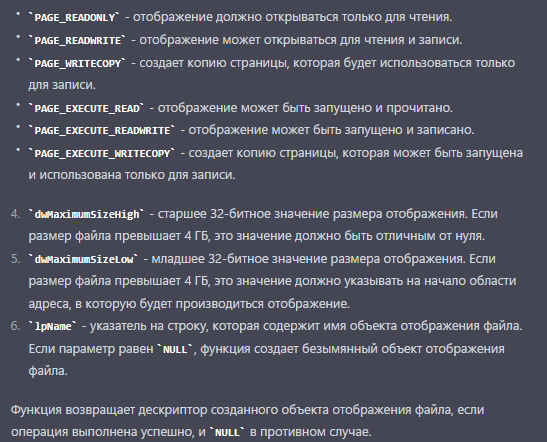 • `PAGE_READONLY` - отображение должно открываться только для чтения.
• `PAGE_READWRITE` - отображение может открываться для чтения и записи.
• `PAGE_WRITECOPY` - создает копию страницы, которая будет использоваться только
для записи.
• `PAGE_EXECUTE_READ` - отображение может быть запущено и прочитано.
• `PAGE_EXECUTE_READWRITE` - отображение может быть запущено и записано.
• `PAGE_EXECUTE_WRITECOPY` - создает копию страницы, которая может быть запущена
и использована только для записи.
4. `dwMaximumSizeHigh` - старшее 32-битное значение размера отображения. Если
размер файла превышает 4 ГБ, это значение должно быть отличным от нуля.
5. `dwMaximumSizeLow` - младшее 32-битное значение размера отображения. Если
размер файла превышает 4 ГБ, это значение должно указывать на начало области
адреса, в которую будет производиться отображение.
6. `lpName` - указатель на строку, которая содержит имя объекта отображения файла.
Если параметр равен `NULL`, функция создает безымянный объект отображения
файла.
Функция возвращает дескриптор созданного объекта отображения файла, если
операция выполнена успешно, и `NULL` в противном случае.